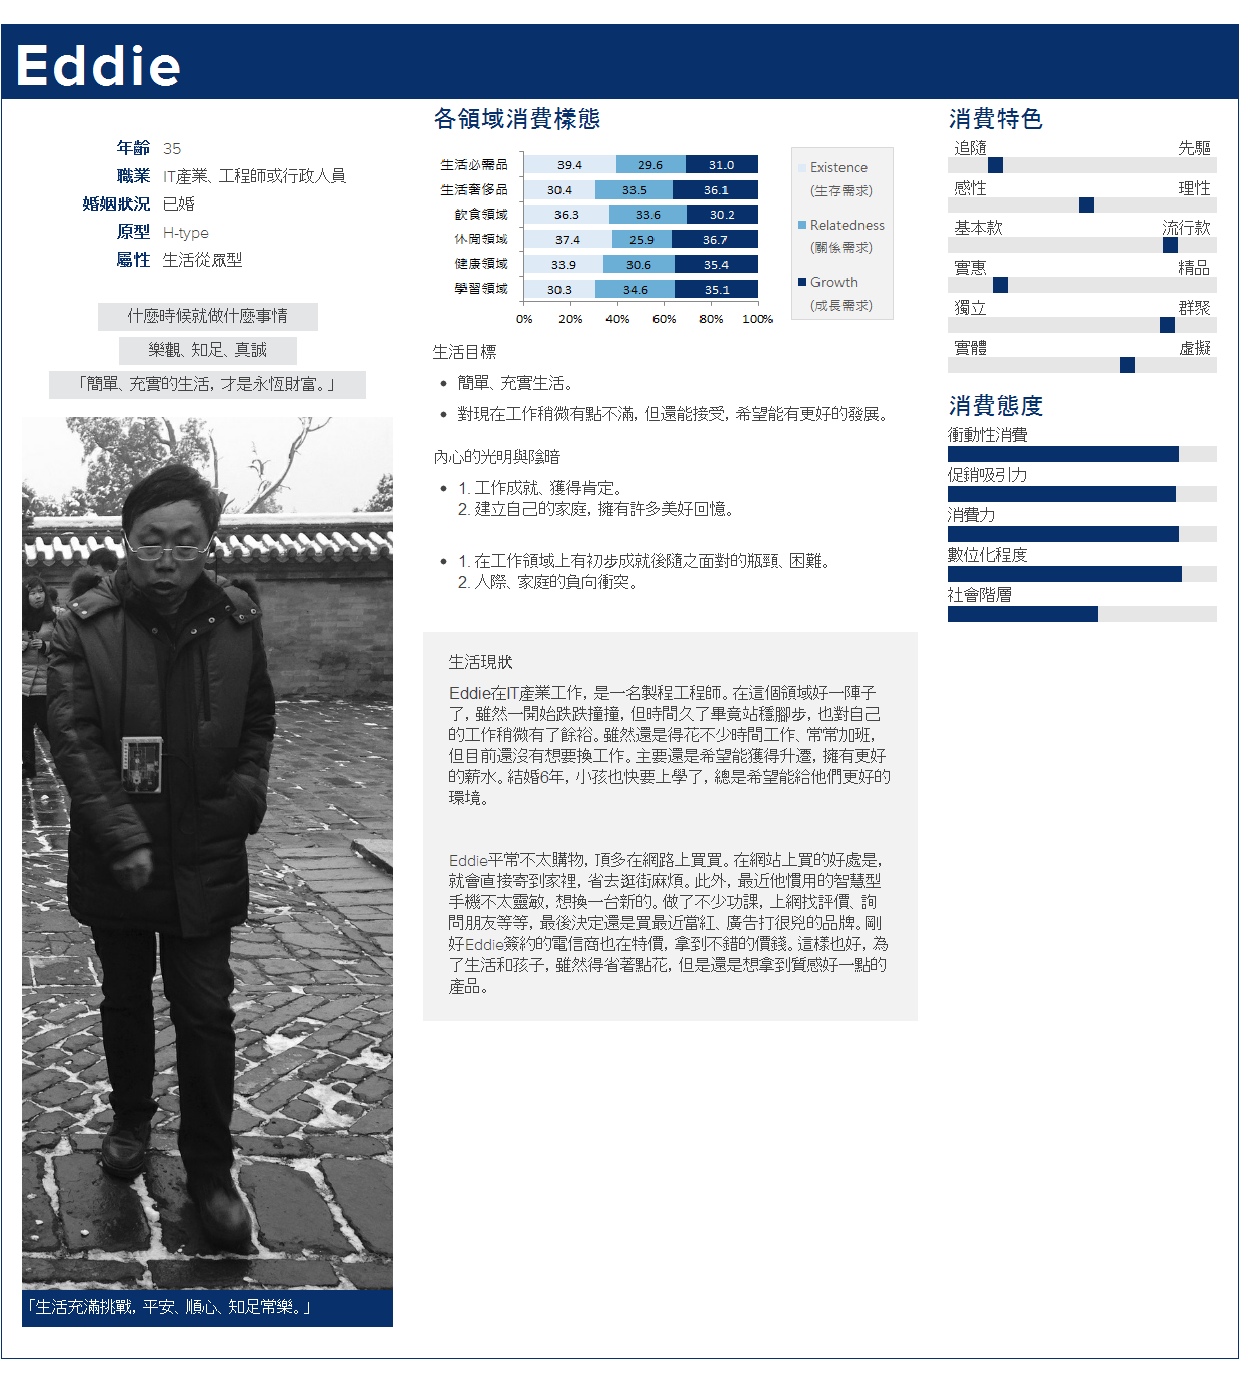 Eddie
年齡 35
職業 IT產業、工程師或行政人員
婚姻狀況 已婚
原型 H-type
屬性 生活從眾型
什麼時候就做什麼事情
樂觀、知足、真誠
「簡單、充實的生活，才是永恆財富。」
「生活充滿挑戰，平安、順心、知足常樂。」
各領域消費樣態
生活必需品 39.4 29.6 31.0
生活奢侈品 30.4 33.5 36.1
飲食領域 36.3 33.6 30.2
休閒領域 37.4 25.9 36.7
健康領域 33.9 30.6 35.4
學習領域 30.3 34.6 35.1
0% 20% 40% 60% 80% 100%
Existence
(生存需求)
Relatedness
(關係需求)
Growth
(成長需求)
生活目標
• 簡單、充實生活。
• 對現在工作稍微有點不滿，但還能接受，希望能有更好的發展。
內心的光明與陰暗
• 1. 工作成就、獲得肯定。
2. 建立自己的家庭，擁有許多美好回憶。
• 1. 在工作領域上有初步成就後隨之面對的瓶頸、困難。
2. 人際、家庭的負向衝突。
生活現狀
Eddie在IT產業工作，是一名製程工程師。在這個領域好一陣子
了，雖然一開始跌跌撞撞，但時間久了畢竟站穩腳步，也對自己
的工作稍微有了餘裕。雖然還是得花不少時間工作、常常加班，
但目前還沒有想要換工作。主要還是希望能獲得升遷，擁有更好
的薪水。結婚6年，小孩也快要上學了，總是希望能給他們更好的
環境。
Eddie平常不太購物，頂多在網路上買買。在網站上買的好處是，
就會直接寄到家裡，省去逛街麻煩。此外，最近他慣用的智慧型
手機不太靈敏，想換一台新的。做了不少功課，上網找評價、詢
問朋友等等，最後決定還是買最近當紅、廣告打很兇的品牌。剛
好Eddie簽約的電信商也在特價，拿到不錯的價錢。這樣也好，為
了生活和孩子，雖然得省著點花，但是還是想拿到質感好一點的
產品。
消費特色
追隨 先驅
感性 理性
基本款 流行款
實惠 精品
獨立 群聚
實體 虛擬
消費態度
衝動性消費
促銷吸引力
消費力
數位化程度
社會階層